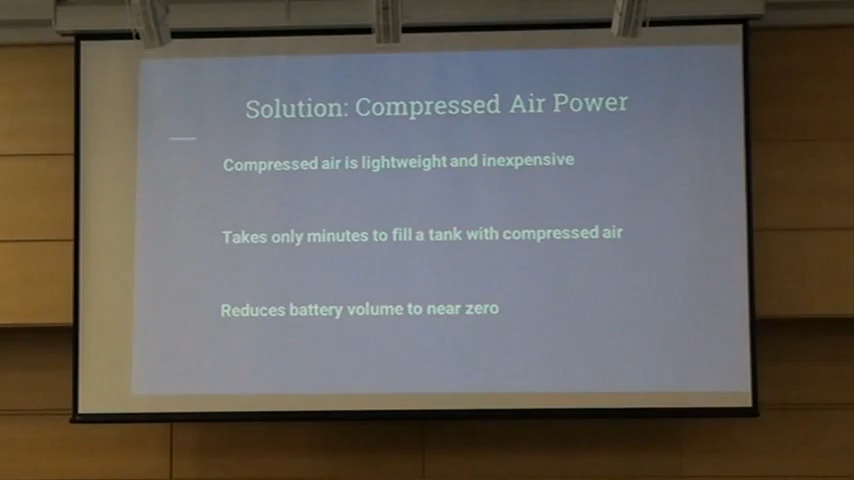 Solution: Compressed Air Power
Compressed air is lightweight and inexpensive
Takes only minutes to fill a tank with compressed air
Reduces battery volume to near zero